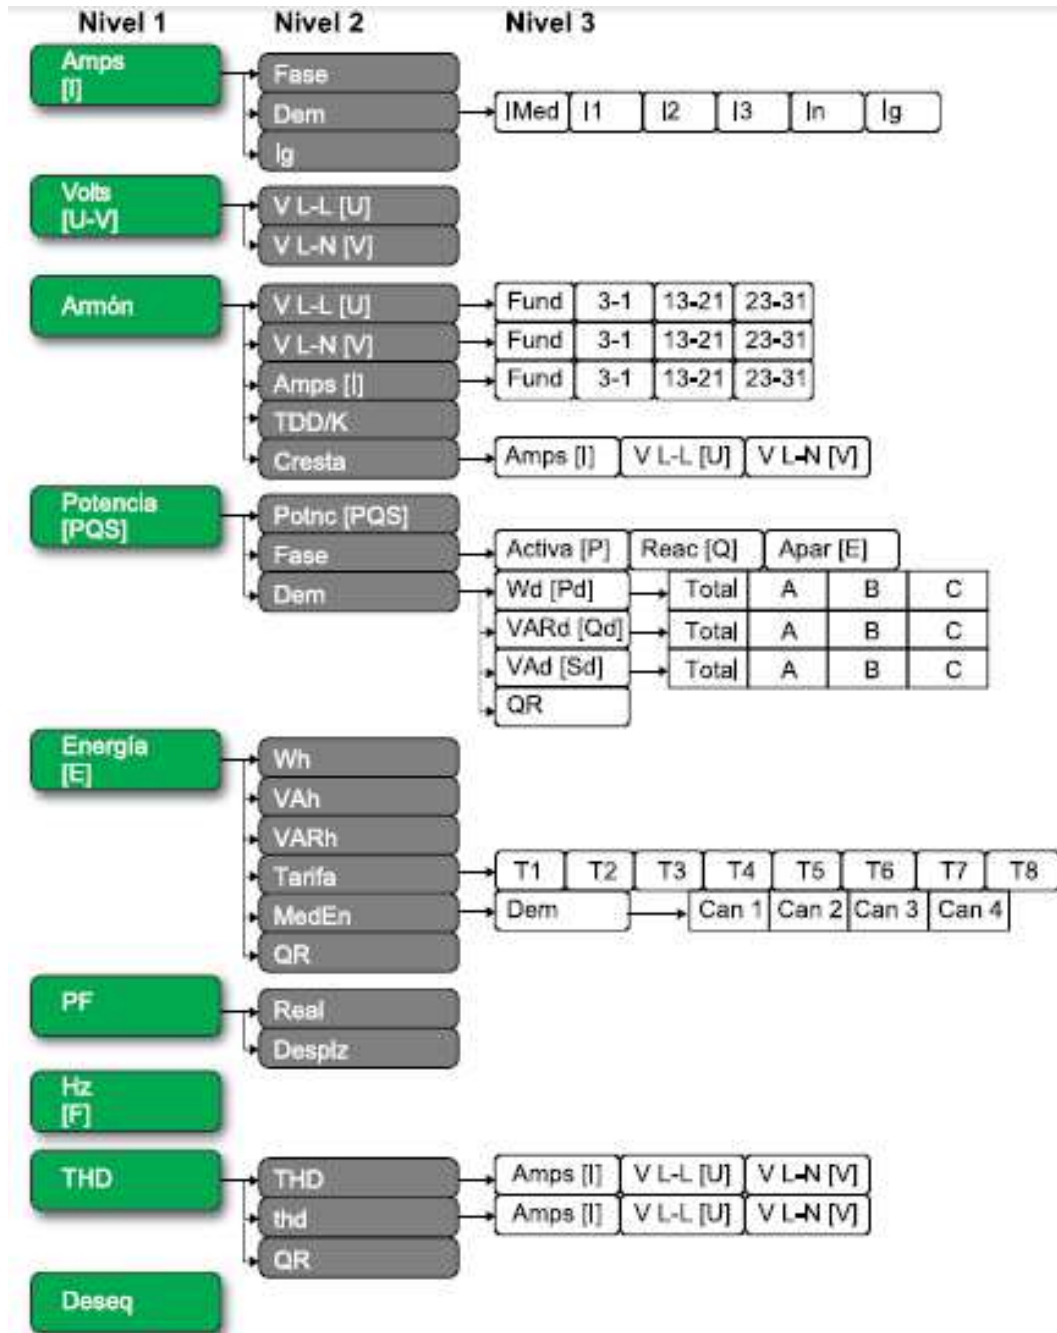 Nivel 1 Nivel 2 Nivel 3
Amps
[I]
Fase
Dem
IMed I1 I2 I3 In Ig
Ig
Volts
[U-V]
V L-L [U]
V L-N [V]
Armón
V L-L [U]
Fund 3-1 13-21 23-31
V L-N [V]
Fund 3-1 13-21 23-31
Amps [I]
Fund 3-1 13-21 23-31
TDD/K
Cresta
Amps [I] V L-L [U] V L-N [V]
Potencia
[PQS]
Potnc [PQS]
Fase
Activa [P] Reac [Q] Apar [E]
Dem
Wd [Pd] Total A B C
VARd [Qd] Total A B C
VAd [Sd] Total A B C
QR
Energía
[E]
Wh
VAh
VARh
Tarifa
T1 T2 T3 T4 T5 T6 T7 T8
MedEn
Dem Can 1 Can 2 Can 3 Can 4
QR
PF
Real
Desplz
Hz
[F]
THD
THD
Amps [I] V L-L [U] V L-N [V]
thd
Amps [I] V L-L [U] V L-N [V]
QR
Deseq